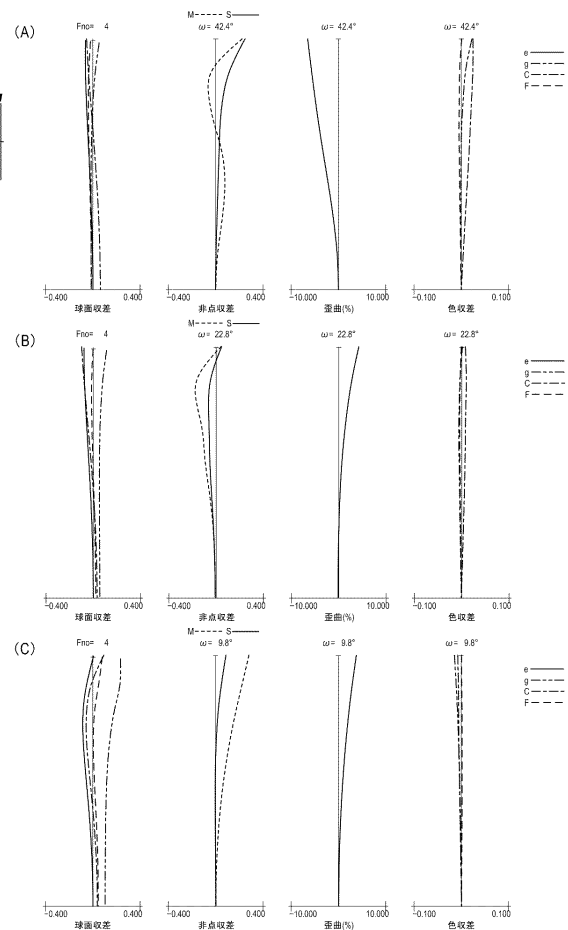 M S
(A) Fno= 4 ω= 42.4° ω= 42.4° ω= 42.4°
e
g
C
F
-0.400 0.400 -0.400 0.400 -10.000 10.000 -0.100 0.100
球面収差 非点収差 歪曲(%) 色収差
(B) M S
Fno= 4 ω= 22.8° ω= 22.8° ω= 22.8°
e
g
C
F
-0.400 0.400 -0.400 0.400 -10.000 10.000 -0.100 0.100
球面収差 非点収差 歪曲(%) 色収差
(C) M S
Fno= 4 ω= 9.8° ω= 9.8° ω= 9.8°
e
g
C
F
-0.400 0.400 -0.400 0.400 -10.000 10.000 -0.100 0.100
球面収差 非点収差 歪曲(%) 色収差